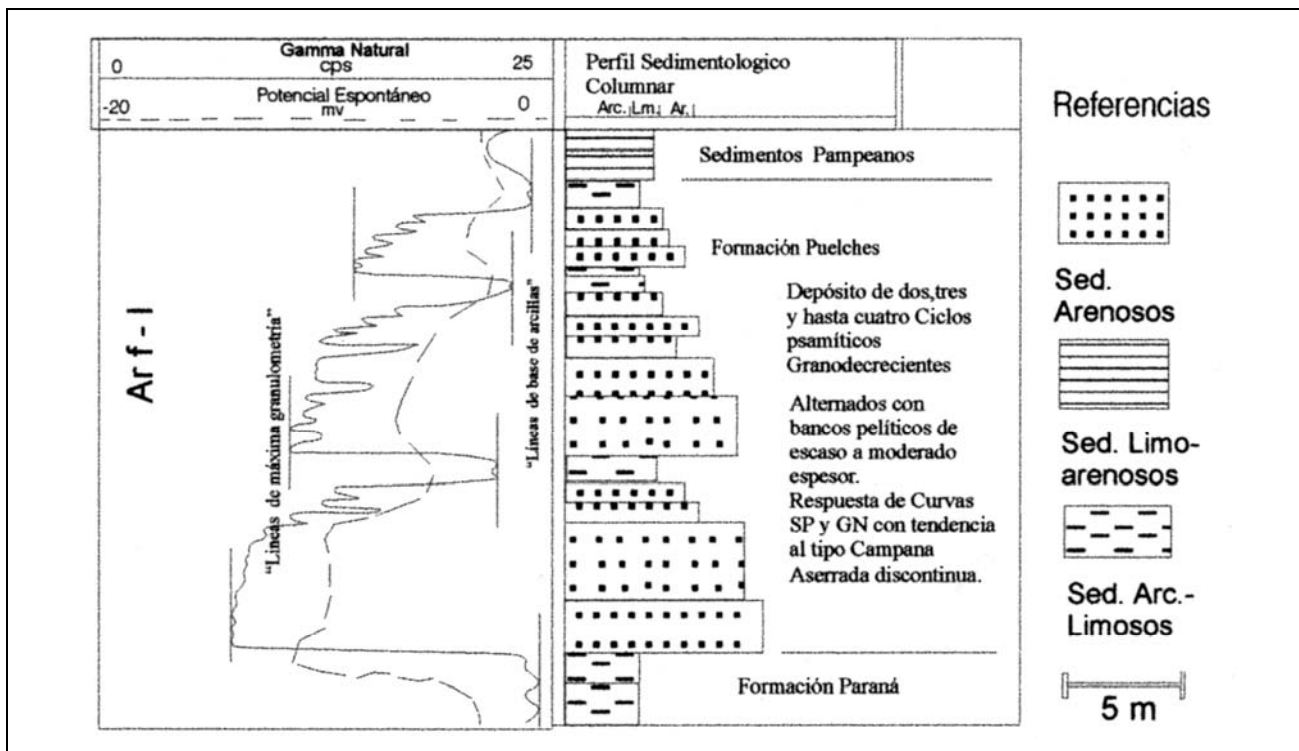 Gamma Natural
0 cps 25
Potencial Espontáneo
-20 mv 0
Perfil Sedimentologico
Columnar
Arc. Lm. Ar.
Ar f - I
"Líneas de máxima granulometría"
"Líneas de base de arcillas"
Sedimentos Pampeanos
Formación Puelches
Depósito de dos,tres
y hasta cuatro Ciclos
psamíticos
Granodecrecientes
Alternados con
bancos pelíticos de
escaso a moderado
espesor.
Respuesta de Curvas
SP y GN con tendencia
al tipo Campana
Aserrada discontinua.
Formación Paraná
Referencias
Sed.
Arenosos
Sed. Limo-
arenosos
Sed. Arc.-
Limosos
5 m